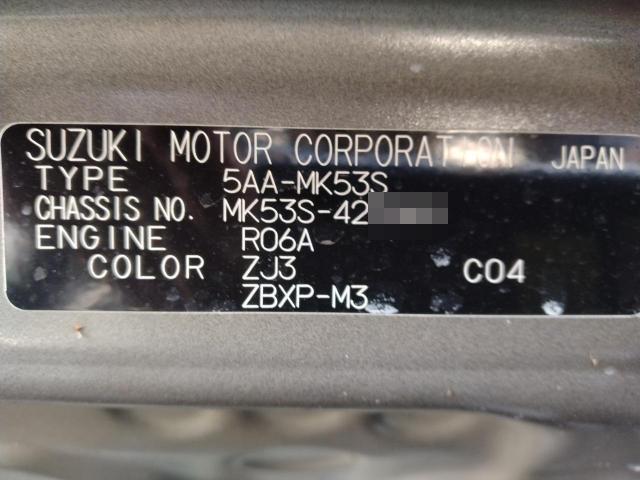 SUZUKI MOTOR CORPORATION JAPAN
TYPE 5AA-MK53S
CHASSIS NO. MK53S-42
ENGINE R06A
COLOR ZJ3 C04
ZBXP-M3